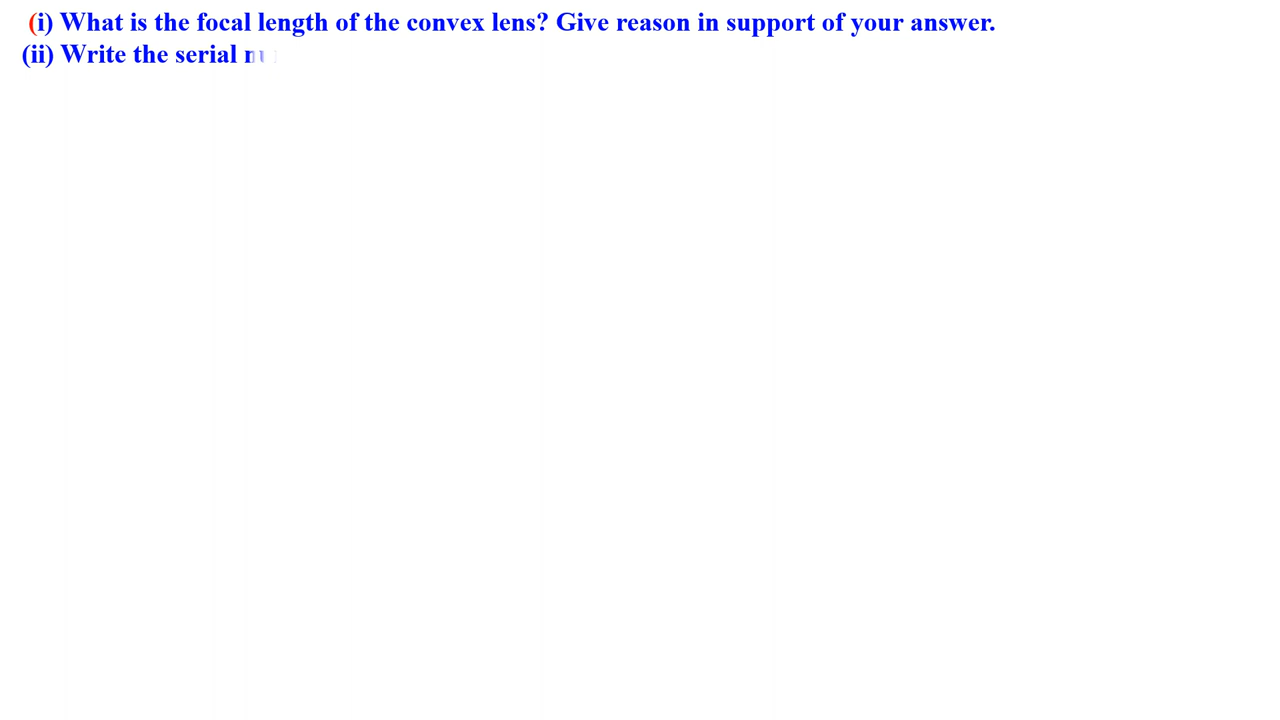 (i) What is the focal length of the convex lens? Give reason in support of your answer.
(ii) Write the serial